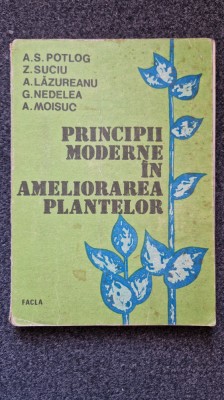 A.S. POTLOG
Z. SUCIU
A. LĂZUREANU
G. NEDELEA
A. MOISUC
PRINCIPII
MODERNE
ÎN
AMELIORAREA
PLANTELOR
FACLA